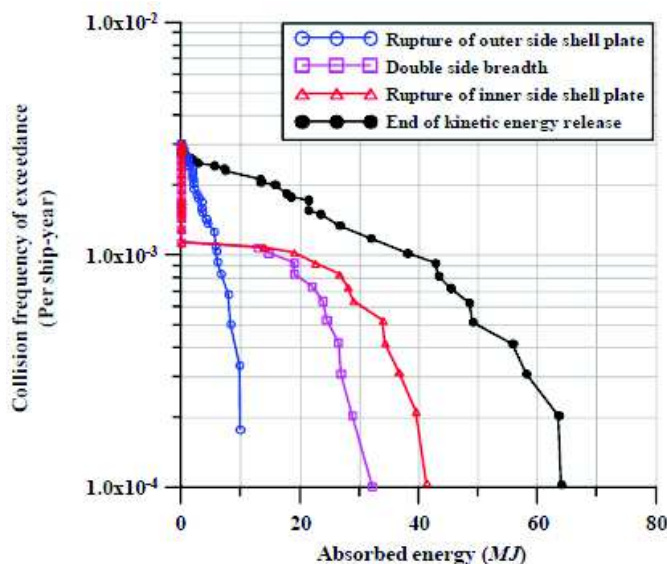 1.0x10⁻²
Rupture of outer side shell plate
Double side breadth
Rupture of inner side shell plate
End of kinetic energy release
Collision frequency of exceedance
(Per ship-year)
1.0x10⁻³
1.0x10⁻⁴
0 20 40 60 80
Absorbed energy (MJ)